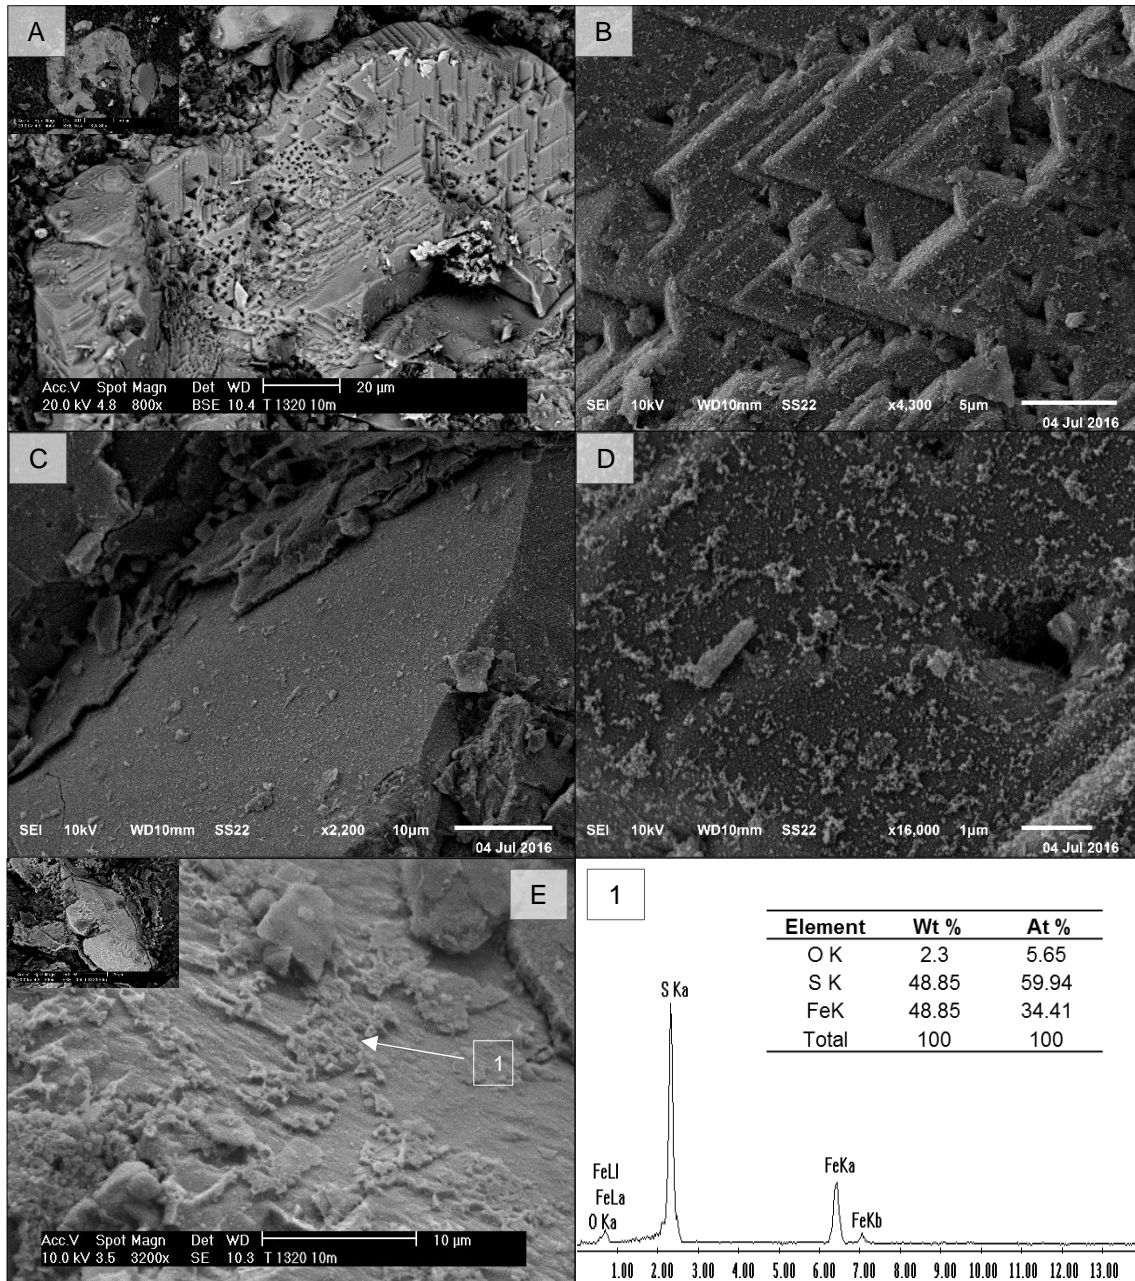 A
Acc.V Spot Magn Det WD 20 µm
20.0 kV 4.8 800x BSE 10.4 T 1320 10m
B
SEI 10kV WD10mm SS22 x4,300 5µm
04 Jul 2016
C
SEI 10kV WD10mm SS22 x2,200 10µm
04 Jul 2016
D
SEI 10kV WD10mm SS22 x16,000 1µm
04 Jul 2016
E
1
Acc.V Spot Magn Det WD 10 µm
10.0 kV 3.5 3200x SE 10.3 T 1320 10m
1
Element Wt % At %
O K 2.3 5.65
S K 48.85 59.94
FeK 48.85 34.41
Total 100 100
S Ka
FeLl
FeLa
O Ka
FeKa
FeKb
1.00 2.00 3.00 4.00 5.00 6.00 7.00 8.00 9.00 10.00 11.00 12.00 13.00